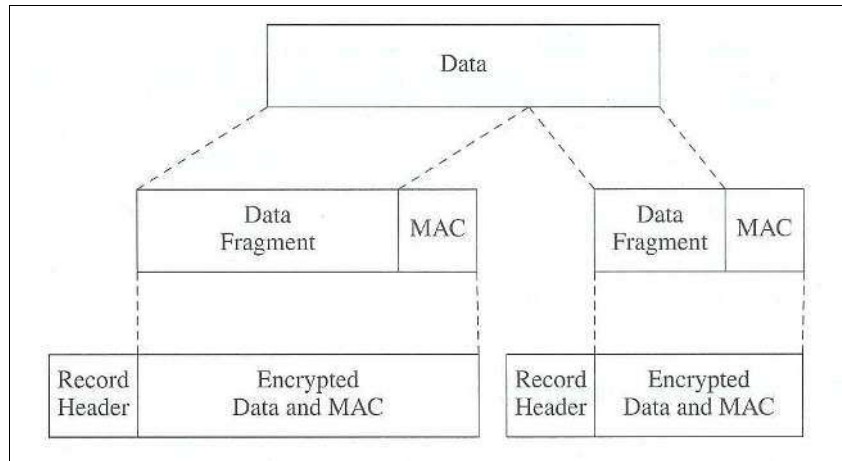 Data
Data
Fragment
MAC
Data
Fragment
MAC
Record
Header
Encrypted
Data and MAC
Record
Header
Encrypted
Data and MAC